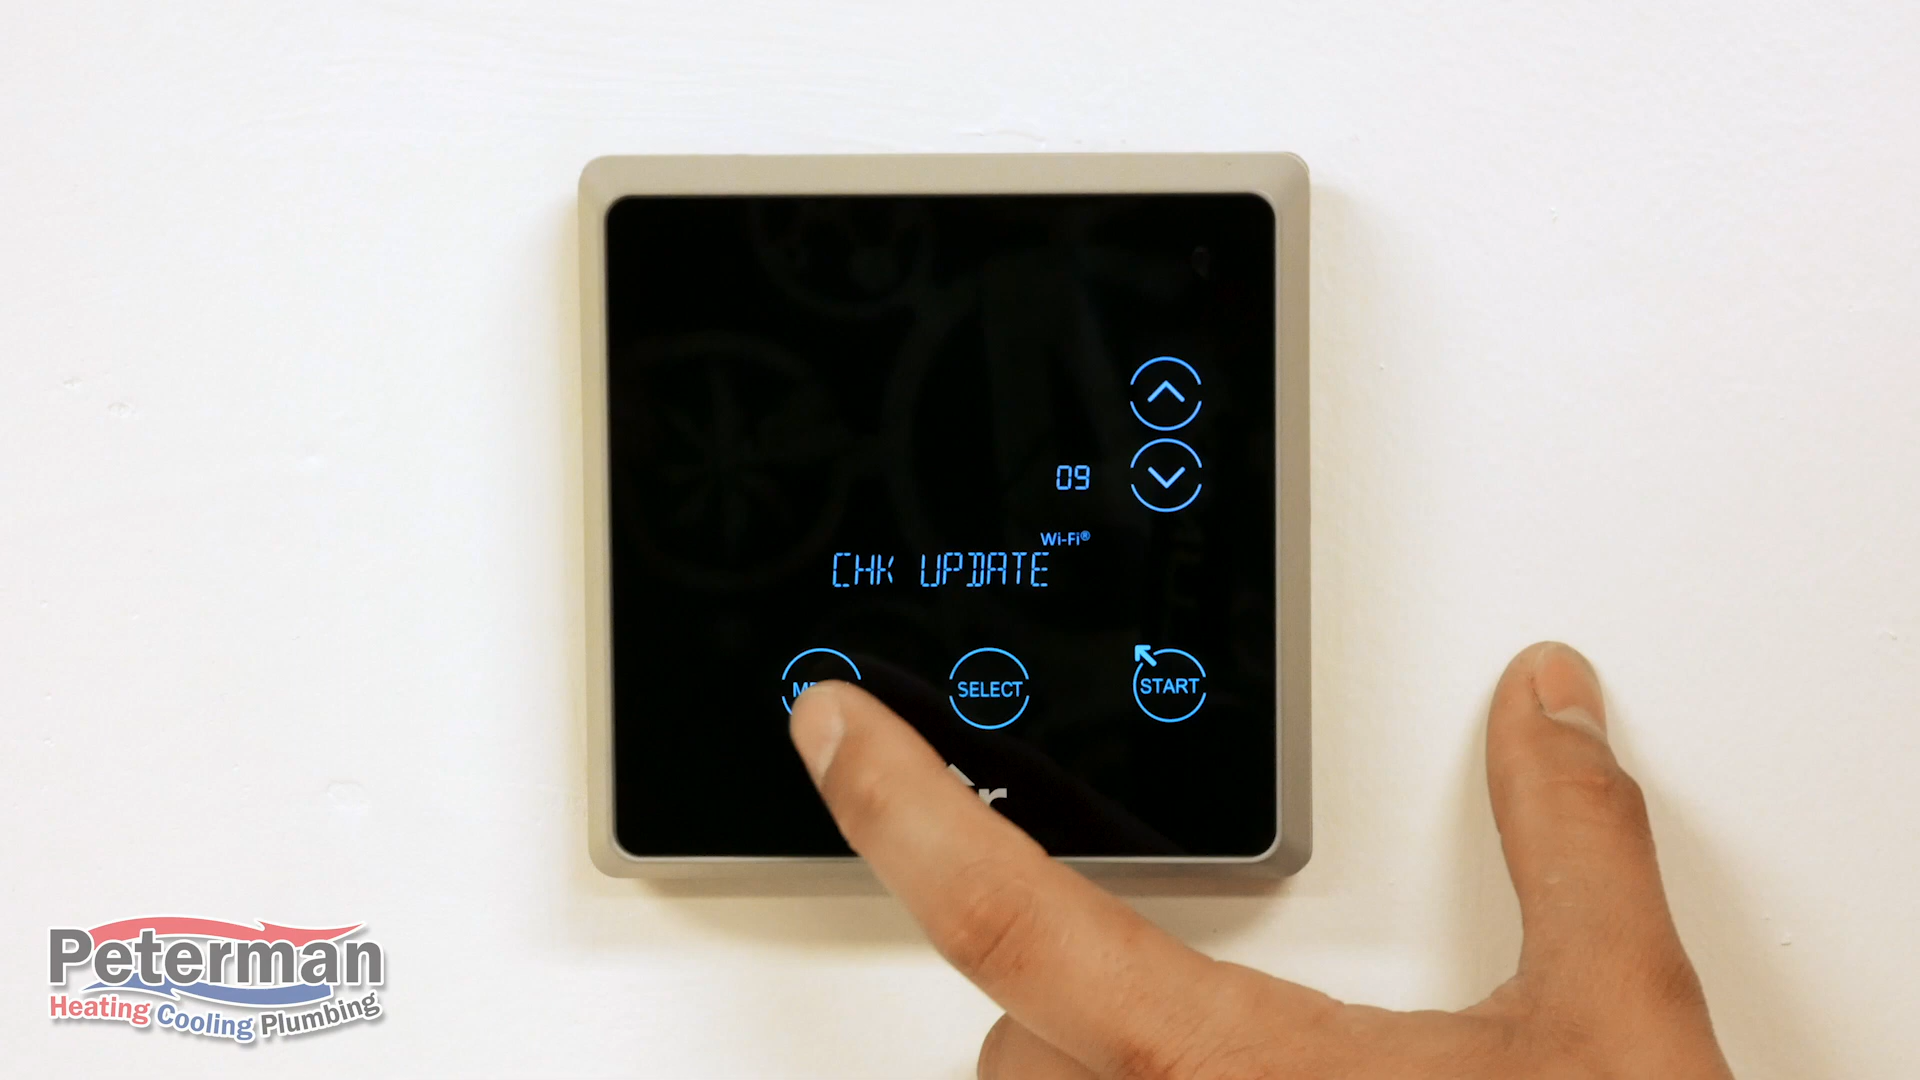 09
Wi-Fi®
CHK UPDATE
SELECT
START
Peterman
Heating Cooling Plumbing